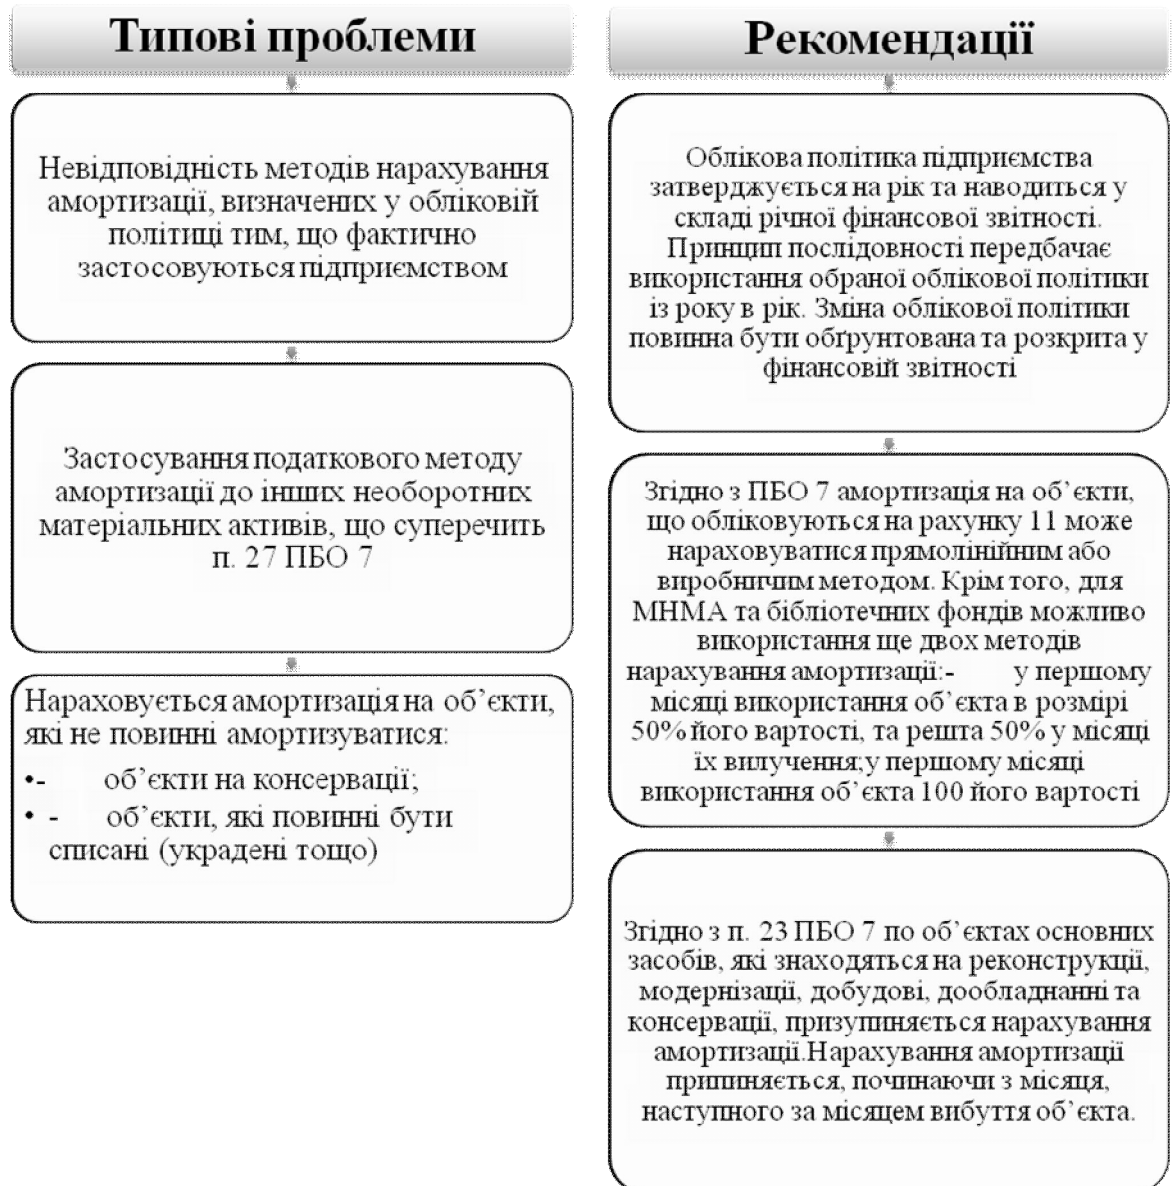 Типові проблеми
Невідповідність методів нарахування
амортизації, визначених у обліковій
політиці тим, що фактично
застосовуються підприємством
Застосування податкового методу
амортизації до інших необоротних
матеріальних активів, що суперечить
п. 27 ПБО 7
Нараховується амортизація на об’єкти,
які не повинні амортизуватися:
•- об’єкти на консервації;
• - об’єкти, які повинні бути
списані (украдені тощо)
Рекомендації
Облікова політика підприємства
затверджується на рік та наводиться у
складі річної фінансової звітності.
Принцип послідовності передбачає
використання обраної облікової політики
із року в рік. Зміна облікової політики
повинна бути обґрунтована та розкрита у
фінансовій звітності
Згідно з ПБО 7 амортизація на об’єкти,
що обліковуються на рахунку 11 може
нараховуватися прямолінійним або
виробничим методом. Крім того, для
МНМА та бібліотечних фондів можливо
використання ще двох методів
нарахування амортизації:- у першому
місяці використання об’єкта в розмірі
50% його вартості, та решта 50% у місяці
їх вилучення;у першому місяці
використання об’єкта 100 його вартості
Згідно з п. 23 ПБО 7 по об’єктах основних
засобів, які знаходяться на реконструкції,
модернізації, добудові, дообладнанні та
консервації, призупиняється нарахування
амортизації.Нарахування амортизації
припиняється, починаючи з місяця,
наступного за місяцем вибуття об’єкта.